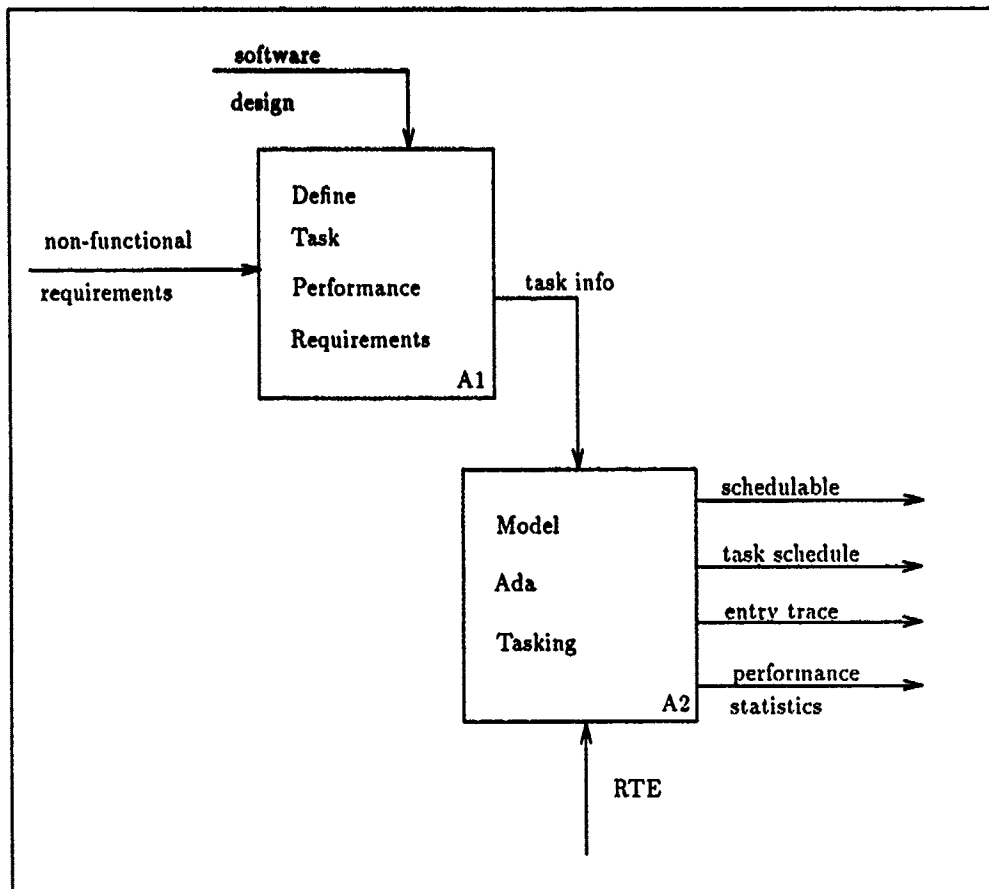 software
design
Define
Task
Performance
Requirements
A1
non-functional
requirements
task info
Model
Ada
Tasking
A2
schedulable
task schedule
entry trace
performance
statistics
RTE